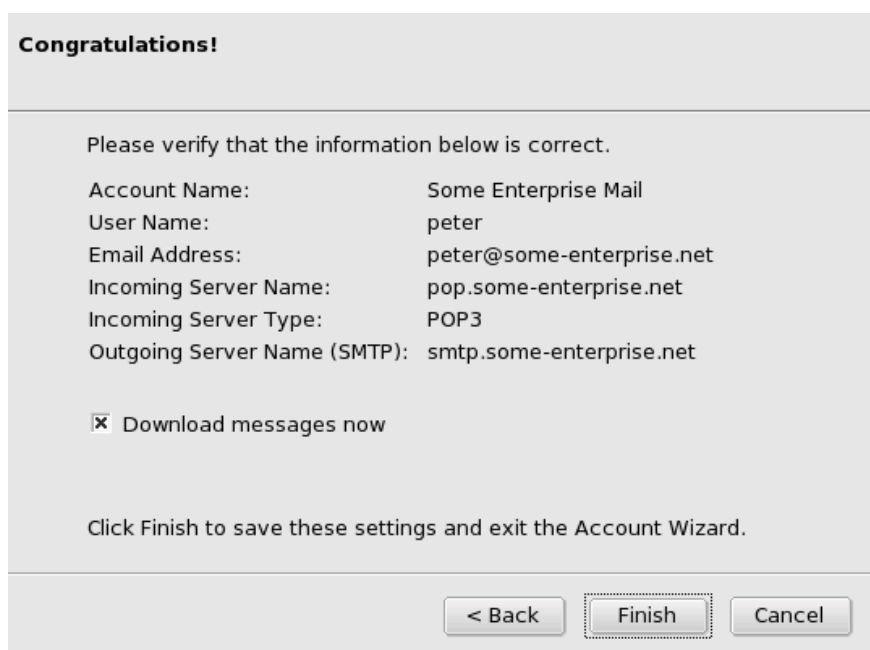 Congratulations!
Please verify that the information below is correct.
Account Name: Some Enterprise Mail
User Name: peter
Email Address: peter@some-enterprise.net
Incoming Server Name: pop.some-enterprise.net
Incoming Server Type: POP3
Outgoing Server Name (SMTP): smtp.some-enterprise.net
Download messages now
Click Finish to save these settings and exit the Account Wizard.
< Back Finish Cancel